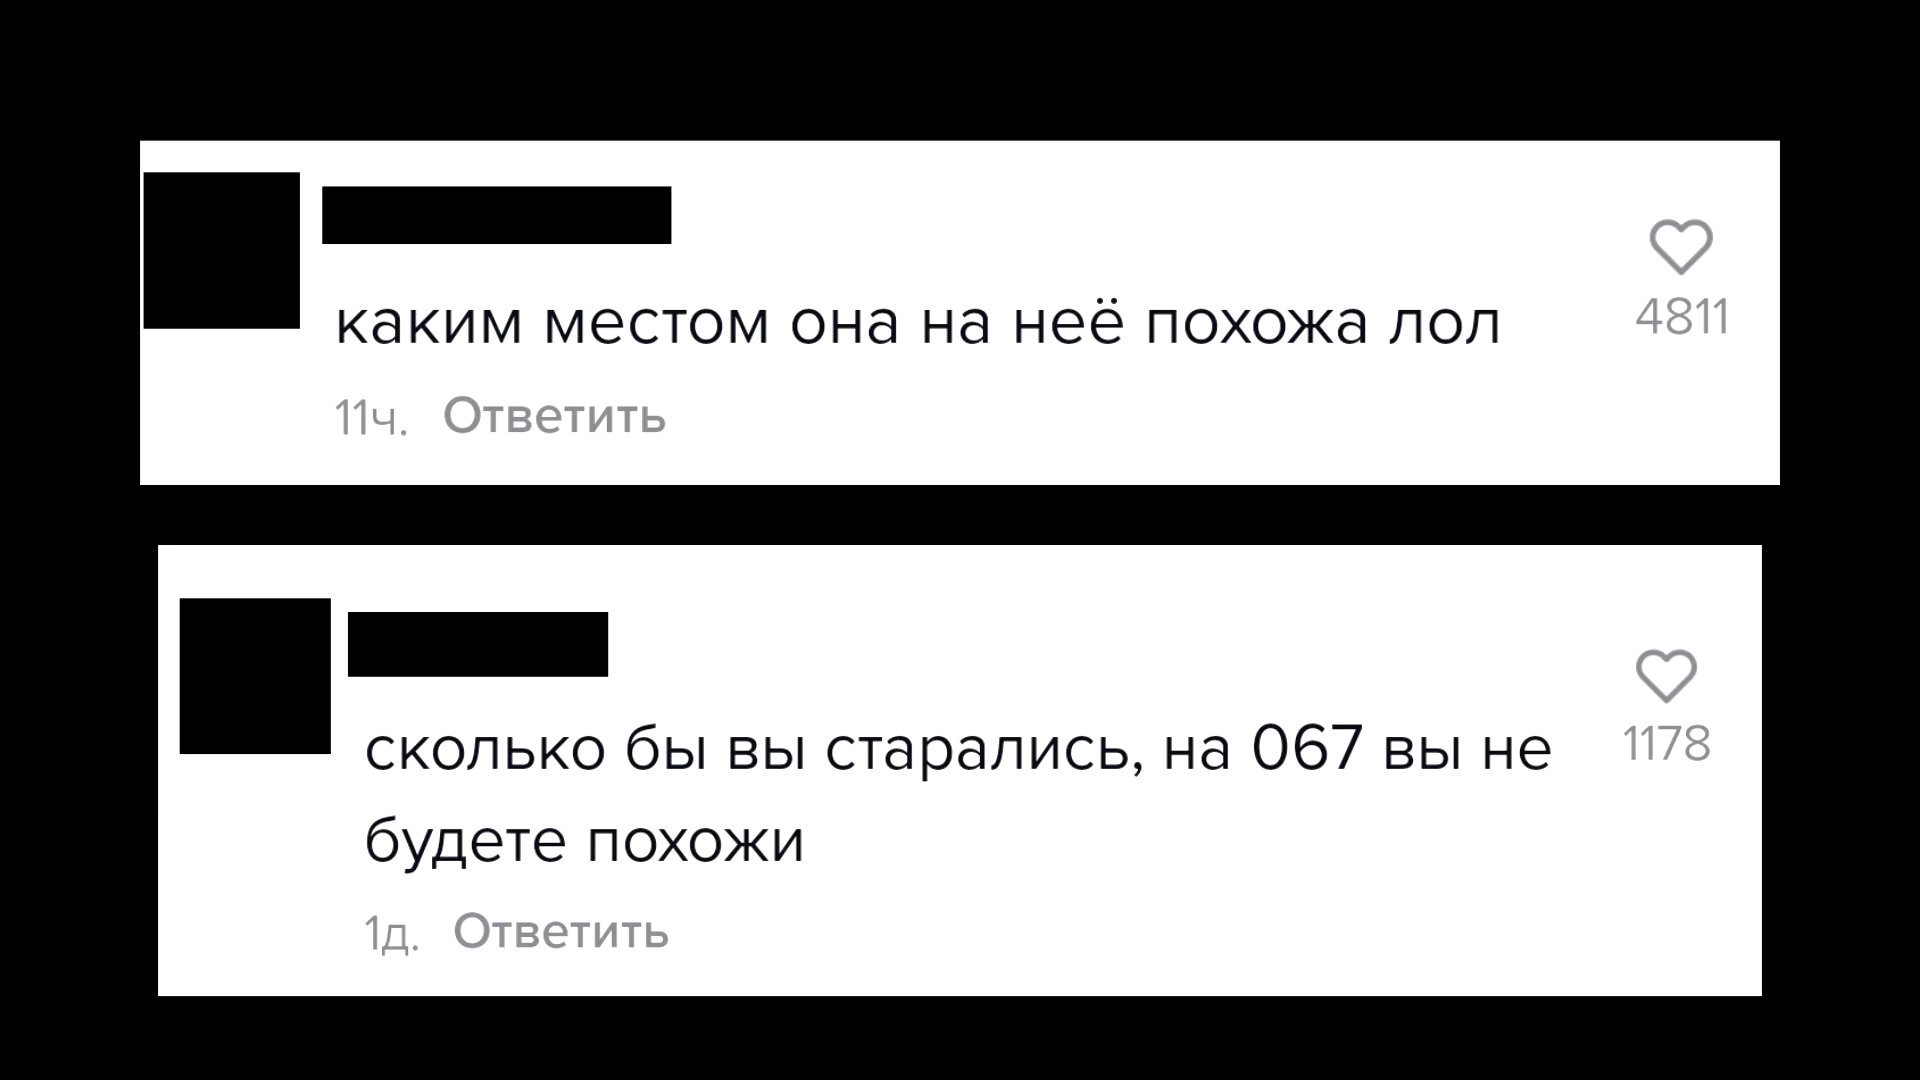 каким местом она на неё похожа лол
4811
11ч. Ответить
сколько бы вы старались, на 067 вы не
1178
будете похожи
1д. Ответить